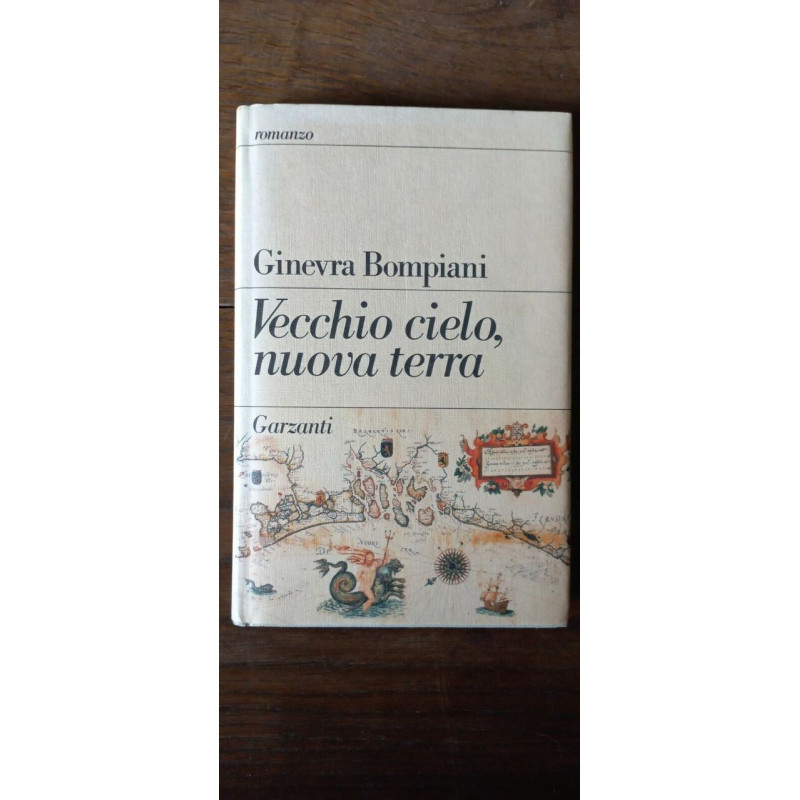 romanzo
Ginevra Bompiani
Vecchio cielo,
nuova terra
Garzanti